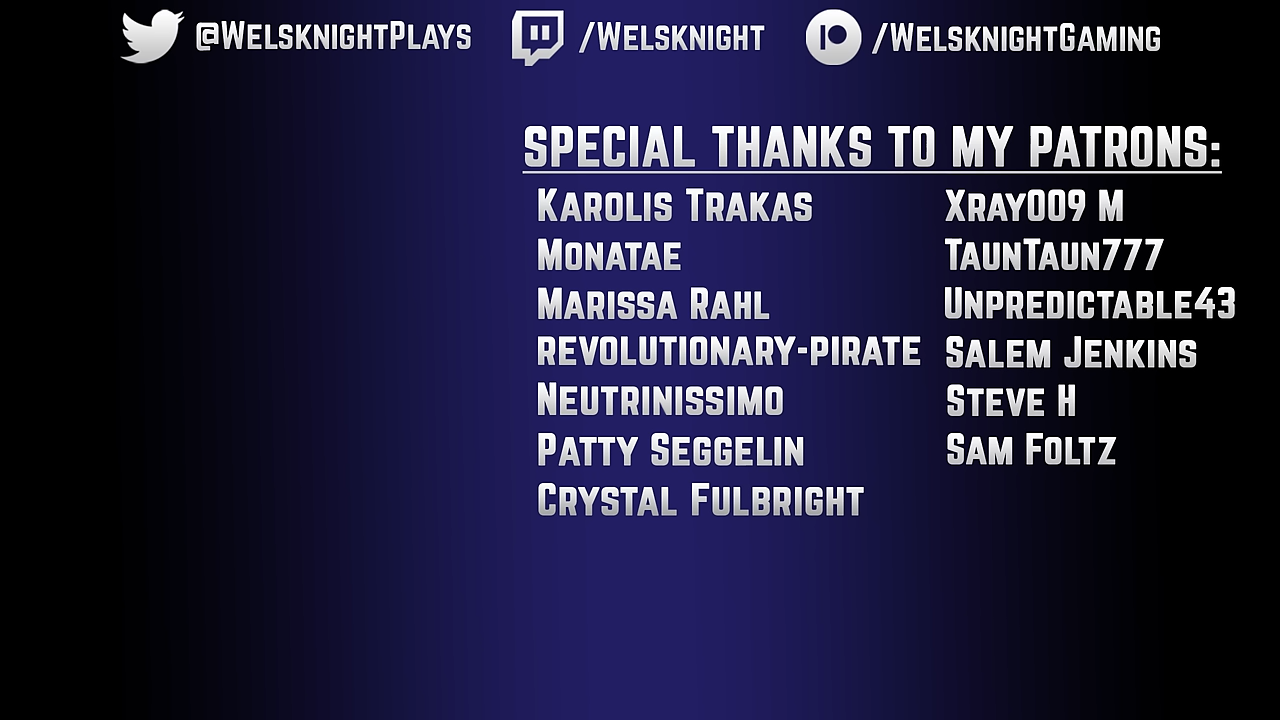 @WelsknightPlays /Welsknight /WelsknightGaming
SPECIAL THANKS TO MY PATRONS:
Karolis Trakas
Monatae
Marissa Rahl
revolutionary-pirate
Neutrinissimo
Patty Seggelin
Crystal Fulbright
Xray009 M
TaunTaun777
Unpredictable43
Salem Jenkins
Steve H
Sam Foltz